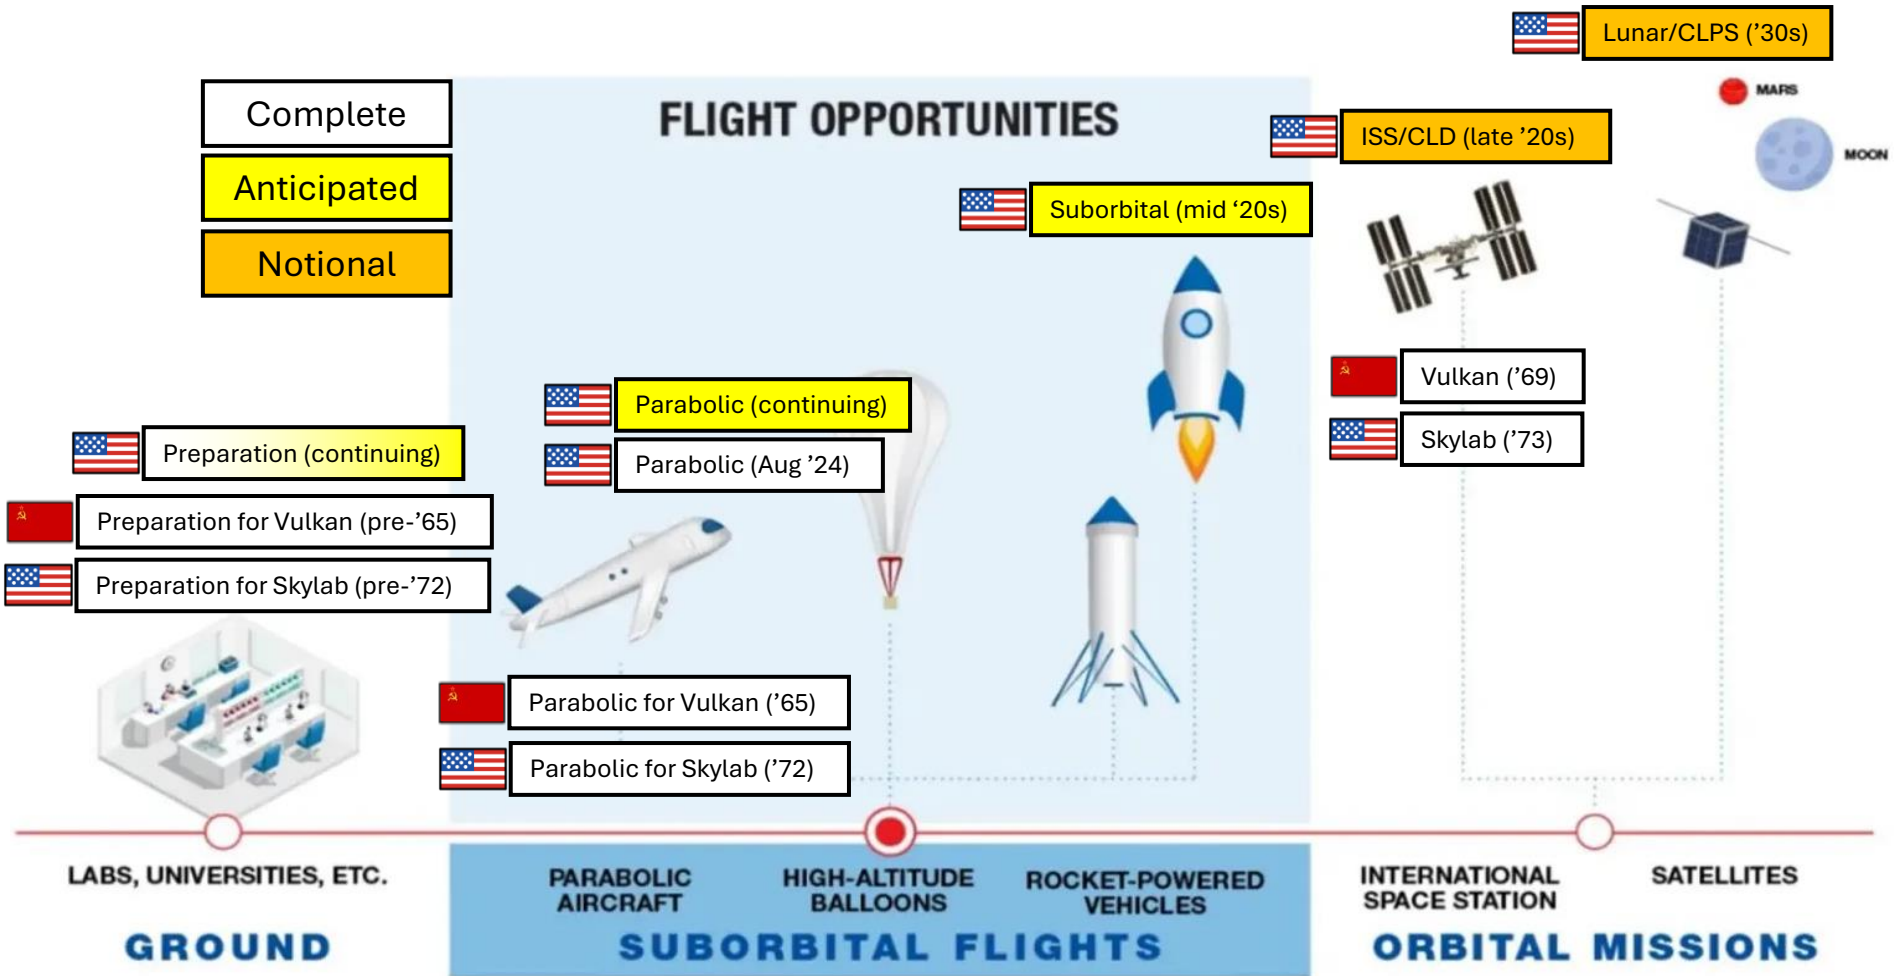 Lunar/CLPS (’30s)
Complete
FLIGHT OPPORTUNITIES
MARS
ISS/CLD (late ’20s)
MOON
Anticipated
Suborbital (mid ‘20s)
Notional
Vulkan (’69)
Parabolic (continuing)
Skylab (’73)
Preparation (continuing)
Parabolic (Aug ’24)
Preparation for Vulkan (pre-’65)
Preparation for Skylab (pre-’72)
Parabolic for Vulkan (’65)
Parabolic for Skylab (’72)
LABS, UNIVERSITIES, ETC.
PARABOLIC
AIRCRAFT
HIGH-ALTITUDE
BALLOONS
ROCKET-POWERED
VEHICLES
INTERNATIONAL
SPACE STATION
SATELLITES
GROUND
SUBORBITAL FLIGHTS
ORBITAL MISSIONS